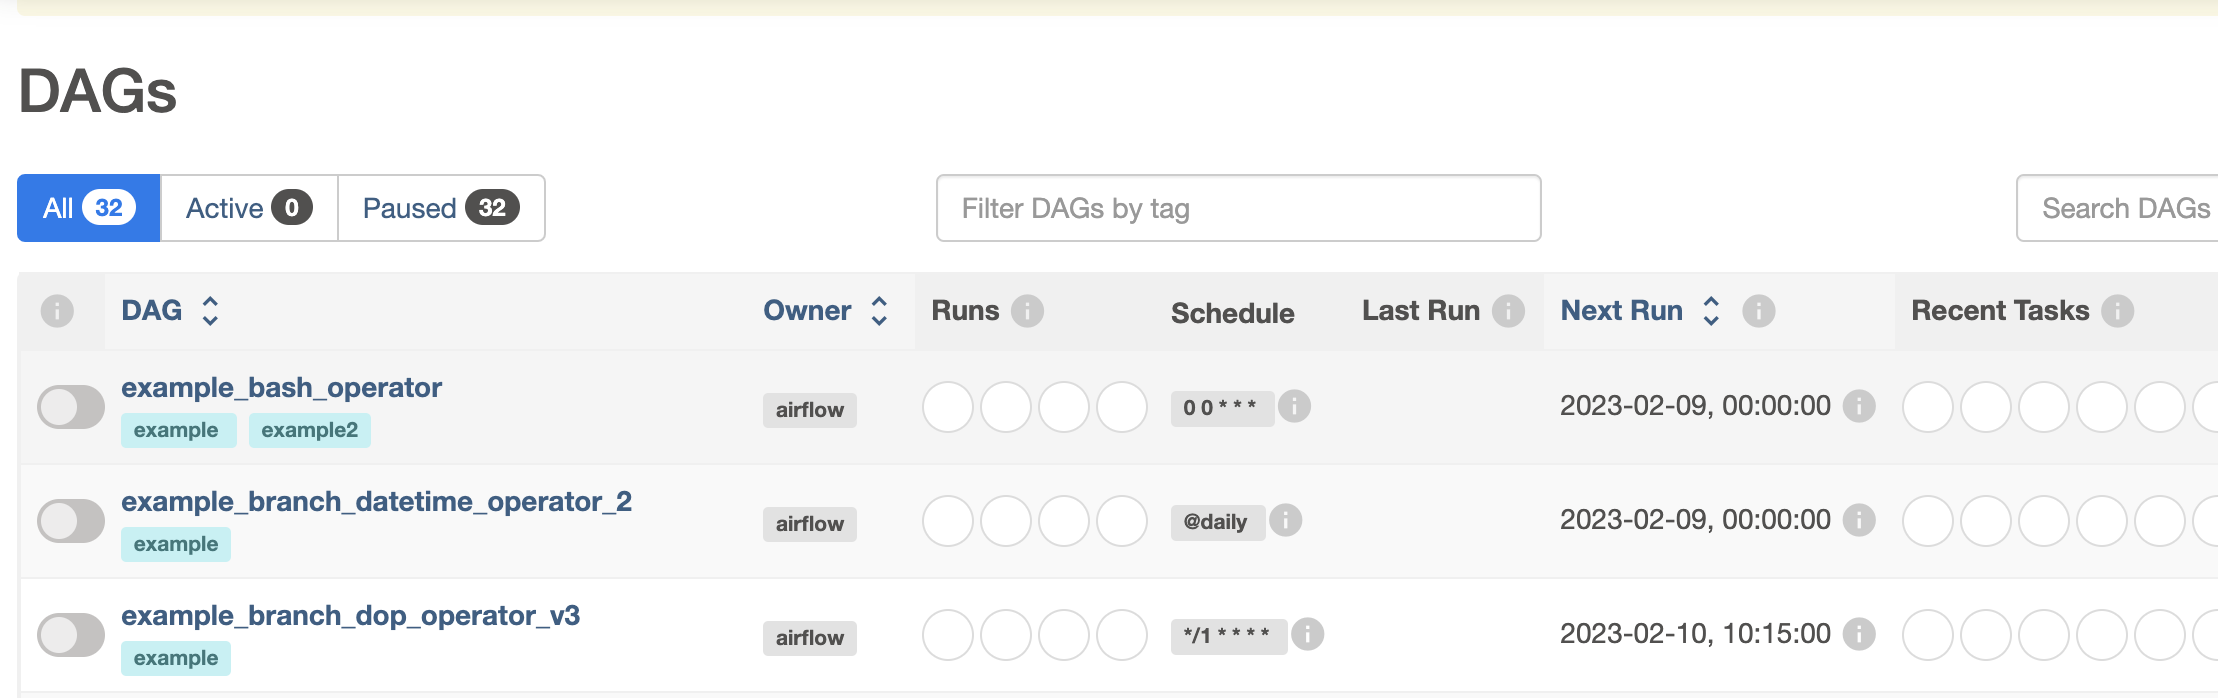 DAGs
All 32 Active 0 Paused 32 Filter DAGs by tag Search DAGs
DAG Owner Runs Schedule Last Run Next Run Recent Tasks
example_bash_operator airflow 0 0 * * * 2023-02-09, 00:00:00
example example2
example_branch_datetime_operator_2 airflow @daily 2023-02-09, 00:00:00
example
example_branch_dop_operator_v3 airflow */1 * * * * 2023-02-10, 10:15:00
example